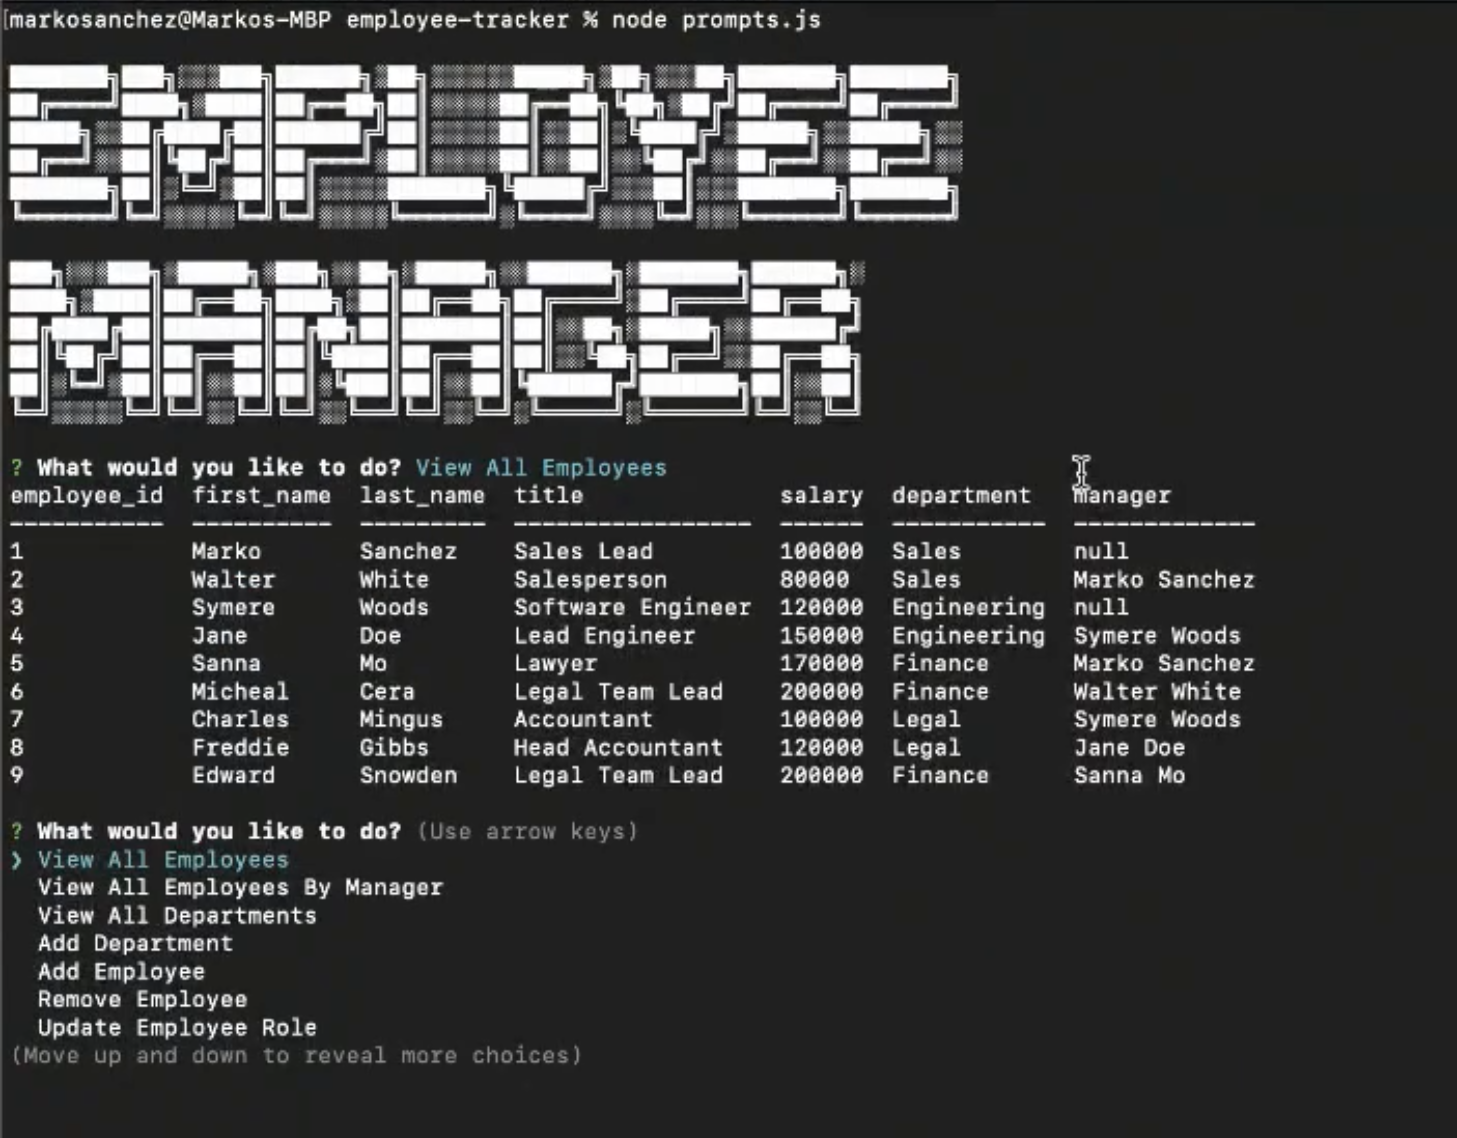 [markosanchez@Markos-MBP employee-tracker % node prompts.js
EMPLOYEE
MANAGER
? What would you like to do? View All Employees
employee_id first_name last_name title salary department manager
----------- ---------- --------- ----------------- ------ ----------- -------------
1 Marko Sanchez Sales Lead 100000 Sales null
2 Walter White Salesperson 80000 Sales Marko Sanchez
3 Symere Woods Software Engineer 120000 Engineering null
4 Jane Doe Lead Engineer 150000 Engineering Symere Woods
5 Sanna Mo Lawyer 170000 Finance Marko Sanchez
6 Micheal Cera Legal Team Lead 200000 Finance Walter White
7 Charles Mingus Accountant 100000 Legal Symere Woods
8 Freddie Gibbs Head Accountant 120000 Legal Jane Doe
9 Edward Snowden Legal Team Lead 200000 Finance Sanna Mo
? What would you like to do? (Use arrow keys)
❯ View All Employees
View All Employees By Manager
View All Departments
Add Department
Add Employee
Remove Employee
Update Employee Role
(Move up and down to reveal more choices)